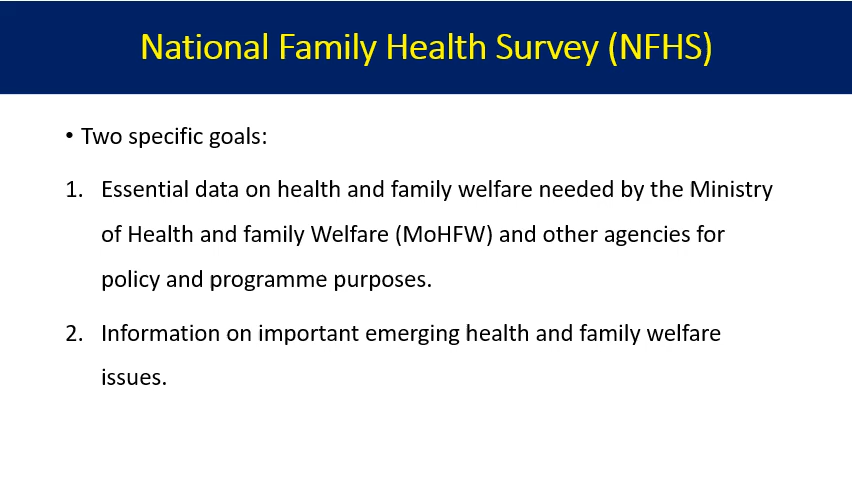 National Family Health Survey (NFHS)
• Two specific goals:
1. Essential data on health and family welfare needed by the Ministry
of Health and family Welfare (MoHFW) and other agencies for
policy and programme purposes.
2. Information on important emerging health and family welfare
issues.